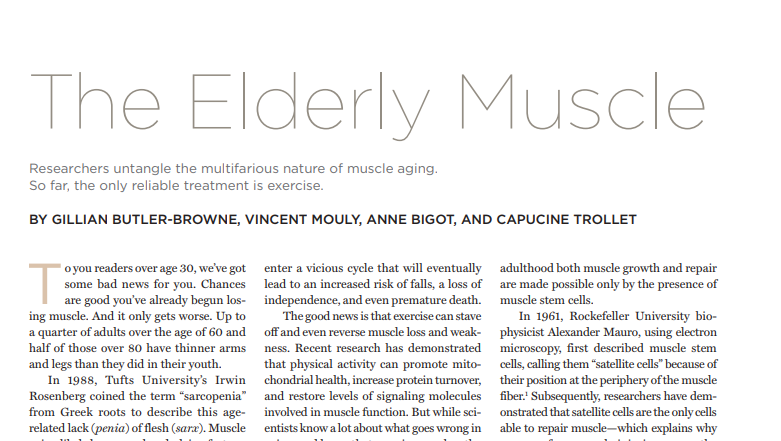 The Elderly Muscle
Researchers untangle the multifarious nature of muscle aging.
So far, the only reliable treatment is exercise.
BY GILLIAN BUTLER-BROWNE, VINCENT MOULY, ANNE BIGOT, AND CAPUCINE TROLLET
To you readers over age 30, we've got
some bad news for you. Chances
are good you've already begun los-
ing muscle. And it only gets worse. Up to
a quarter of adults over the age of 60 and
half of those over 80 have thinner arms
and legs than they did in their youth.
In 1988, Tufts University's Irwin
Rosenberg coined the term “sarcopenia”
from Greek roots to describe this age-
related lack (penia) of flesh (sarx). Muscle
enter a vicious cycle that will eventually
lead to an increased risk of falls, a loss of
independence, and even premature death.
The good news is that exercise can stave
off and even reverse muscle loss and weak-
ness. Recent research has demonstrated
that physical activity can promote mito-
chondrial health, increase protein turnover,
and restore levels of signaling molecules
involved in muscle function. But while sci-
entists know a lot about what goes wrong in
adulthood both muscle growth and repair
are made possible only by the presence of
muscle stem cells.
In 1961, Rockefeller University bio-
physicist Alexander Mauro, using electron
microscopy, first described muscle stem
cells, calling them “satellite cells” because of
their position at the periphery of the muscle
fiber.¹ Subsequently, researchers have dem-
onstrated that satellite cells are the only cells
able to repair muscle—which explains why